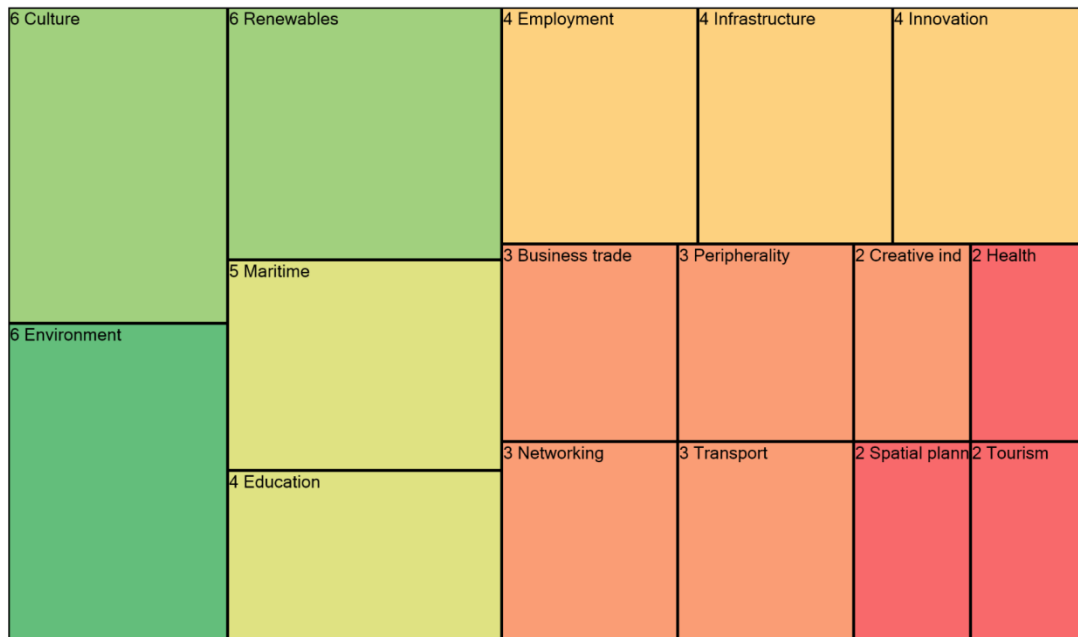 6 Culture
6 Renewables
4 Employment
4 Infrastructure
4 Innovation
3 Business trade
3 Peripherality
2 Creative ind
2 Health
5 Maritime
6 Environment
3 Networking
3 Transport
2 Spatial plann
2 Tourism
4 Education